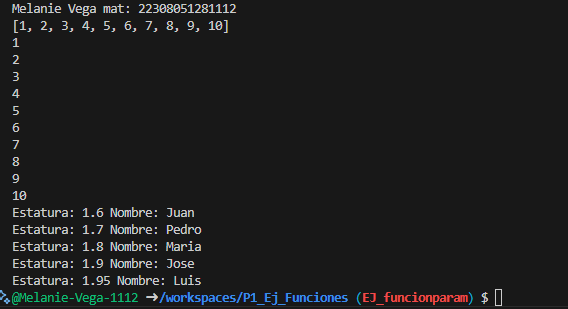 Melanie Vega mat: 22308051281112
[1, 2, 3, 4, 5, 6, 7, 8, 9, 10]
1
2
3
4
5
6
7
8
9
10
Estatura: 1.6 Nombre: Juan
Estatura: 1.7 Nombre: Pedro
Estatura: 1.8 Nombre: Maria
Estatura: 1.9 Nombre: Jose
Estatura: 1.95 Nombre: Luis
@Melanie-Vega-1112 ➜/workspaces/P1_Ej_Funciones (EJ_funcionparam) $